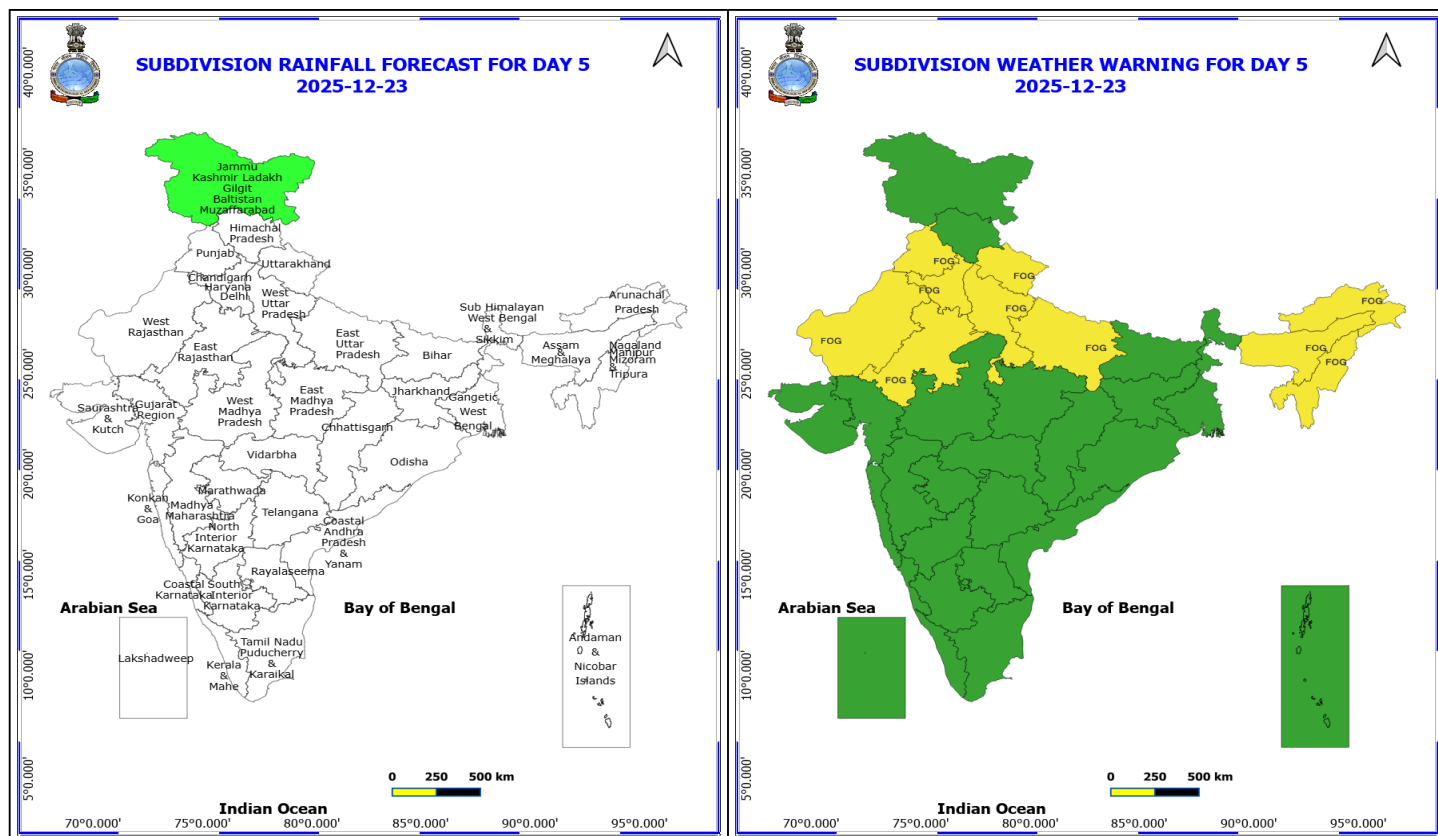 SUBDIVISION RAINFALL FORECAST FOR DAY 5
2025-12-23
40°0.000'
35°0.000'
30°0.000'
25°0.000'
20°0.000'
15°0.000'
10°0.000'
5°0.000'
Jammu
Kashmir Ladakh
Gilgit
Baltistan
Muzaffarabad
Himachal
Pradesh
Punjab
Uttarakhand
Chandigarh
Haryana
Delhi
West
Uttar
Pradesh
Sub Himalayan
West Bengal
&
Sikkim
Arunachal
Pradesh
West
Rajasthan
East
Rajasthan
East
Uttar
Pradesh
Bihar
Assam
&
Meghalaya
Nagaland
Manipur
Mizoram
&
Tripura
Saurashtra
&
Kutch
Gujarat
Region
West
Madhya
Pradesh
East
Madhya
Pradesh
Jharkhand
Gangetic
West
Bengal
Chhattisgarh
Vidarbha
Odisha
Konkan
&
Goa
Madhya
Maharashtra
Marathwada
Telangana
North
Interior
Karnataka
Coastal
Andhra
Pradesh
&
Yanam
Rayalaseema
Coastal
Karnataka
South
Interior
Karnataka
Arabian Sea
Bay of Bengal
Lakshadweep
Kerala
&
Mahe
Tamil Nadu
Puducherry
&
Karaikal
Andaman
&
Nicobar
Islands
0 250 500 km
Indian Ocean
70°0.000' 75°0.000' 80°0.000' 85°0.000' 90°0.000' 95°0.000'
SUBDIVISION WEATHER WARNING FOR DAY 5
2025-12-23
40°0.000'
35°0.000'
30°0.000'
25°0.000'
20°0.000'
15°0.000'
10°0.000'
5°0.000'
FOG
FOG
FOG
FOG
FOG
FOG
FOG
FOG
FOG
FOG
Arabian Sea
Bay of Bengal
0 250 500 km
Indian Ocean
70°0.000' 75°0.000' 80°0.000' 85°0.000' 90°0.000' 95°0.000'